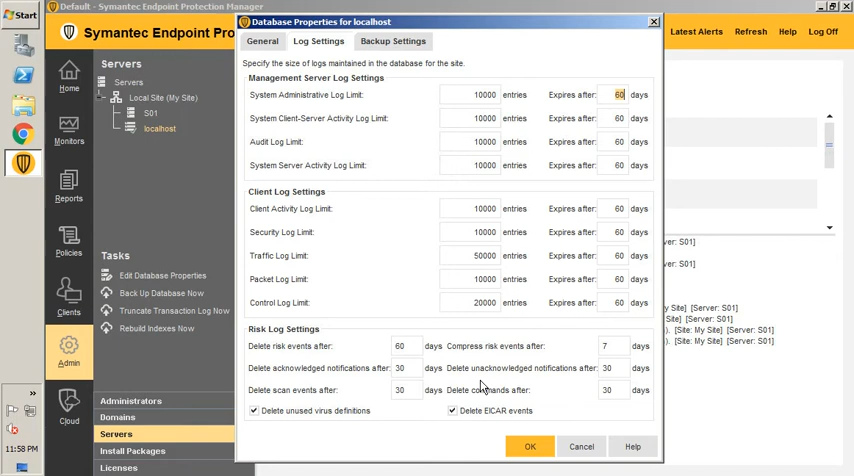 Start
Default - Symantec Endpoint Protection Manager
Symantec Endpoint Pro
Latest Alerts Refresh Help Log Off
Home
Monitors
Reports
Policies
Clients
Admin
Cloud
»
11:58 PM
Servers
Servers
Local Site (My Site)
S01
localhost
Tasks
Edit Database Properties
Back Up Database Now
Truncate Transaction Log Now
Rebuild Indexes Now
Administrators
Domains
Servers
Install Packages
Licenses
Database Properties for localhost
General Log Settings Backup Settings
Specify the size of logs maintained in the database for the site.
Management Server Log Settings
System Administrative Log Limit: 10000 entries Expires after: 60 days
System Client-Server Activity Log Limit: 10000 entries Expires after: 60 days
Audit Log Limit: 10000 entries Expires after: 60 days
System Server Activity Log Limit: 10000 entries Expires after: 60 days
Client Log Settings
Client Activity Log Limit: 10000 entries Expires after: 60 days
Security Log Limit: 10000 entries Expires after: 60 days
Traffic Log Limit: 50000 entries Expires after: 60 days
Packet Log Limit: 10000 entries Expires after: 60 days
Control Log Limit: 20000 entries Expires after: 60 days
Risk Log Settings
Delete risk events after: 60 days Compress risk events after: 7 days
Delete acknowledged notifications after: 30 days Delete unacknowledged notifications after: 30 days
Delete scan events after: 30 days Delete commands after: 30 days
Delete unused virus definitions Delete EICAR events
OK Cancel Help
ver: S01]
ver: S01]
y Site] [Server: S01]
). [Site: My Site] [Server: S01]
). [Site: My Site] [Server: S01]